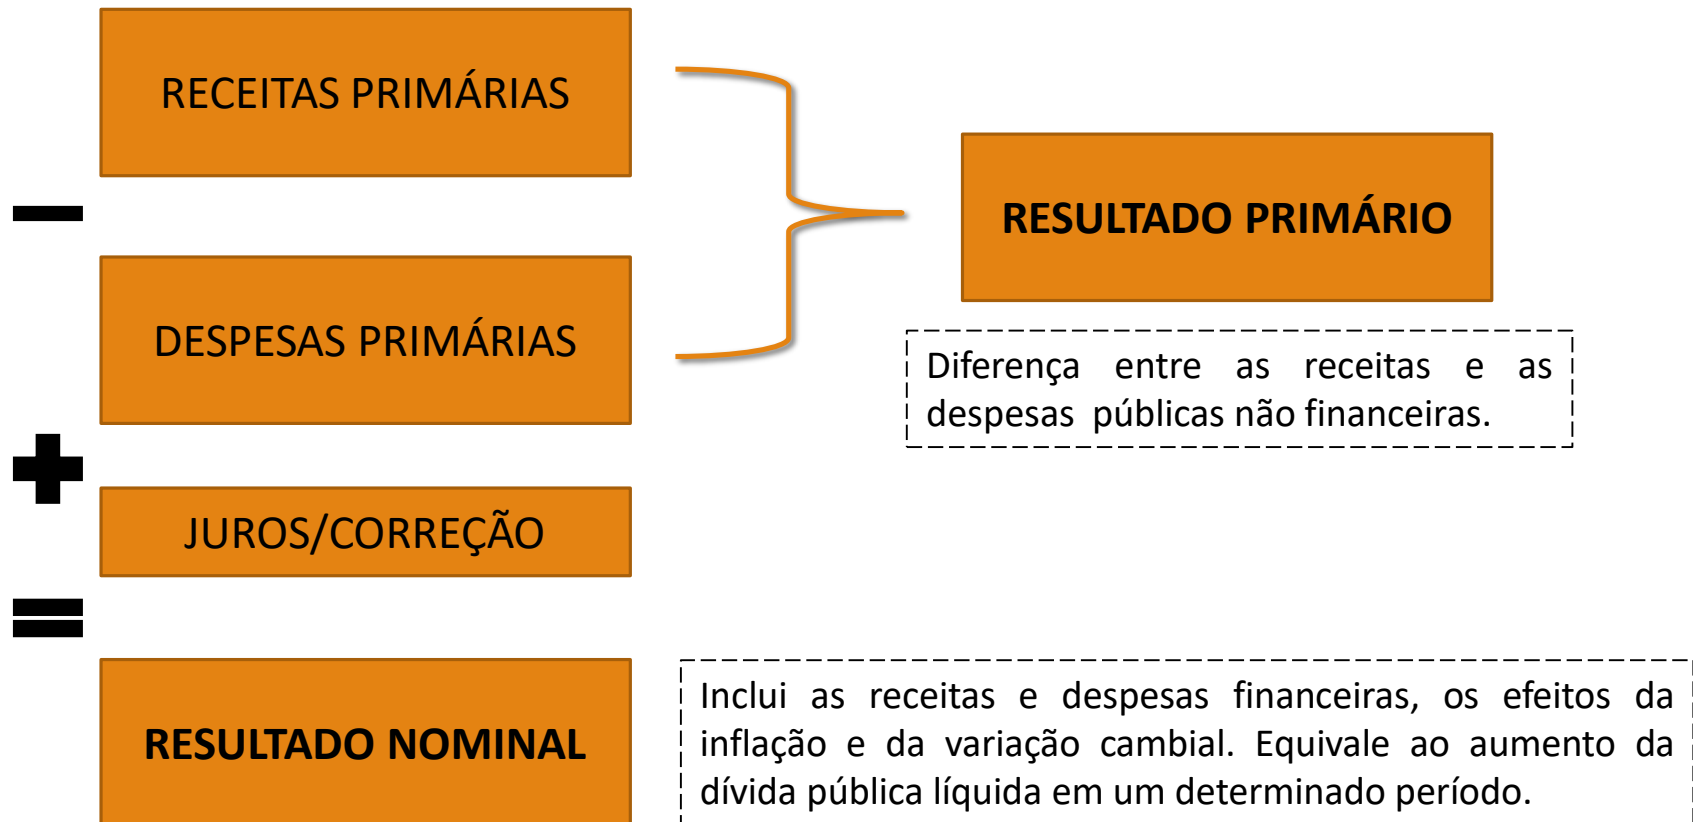 RECEITAS PRIMÁRIAS
RESULTADO PRIMÁRIO
DESPESAS PRIMÁRIAS
Diferença entre as receitas e as
despesas públicas não financeiras.
JUROS/CORREÇÃO
RESULTADO NOMINAL
Inclui as receitas e despesas financeiras, os efeitos da
inflação e da variação cambial. Equivale ao aumento da
dívida pública líquida em um determinado período.